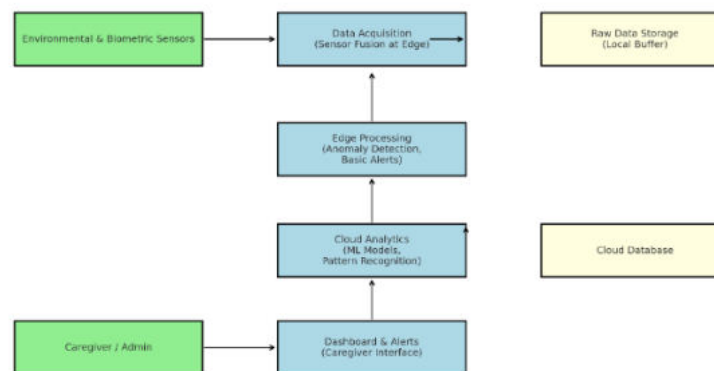 Environmental & Biometric Sensors
Data Acquisition
(Sensor Fusion at Edge)
Raw Data Storage
(Local Buffer)
Edge Processing
(Anomaly Detection,
Basic Alerts)
Cloud Analytics
(ML Models,
Pattern Recognition)
Cloud Database
Caregiver / Admin
Dashboard & Alerts
(Caregiver Interface)